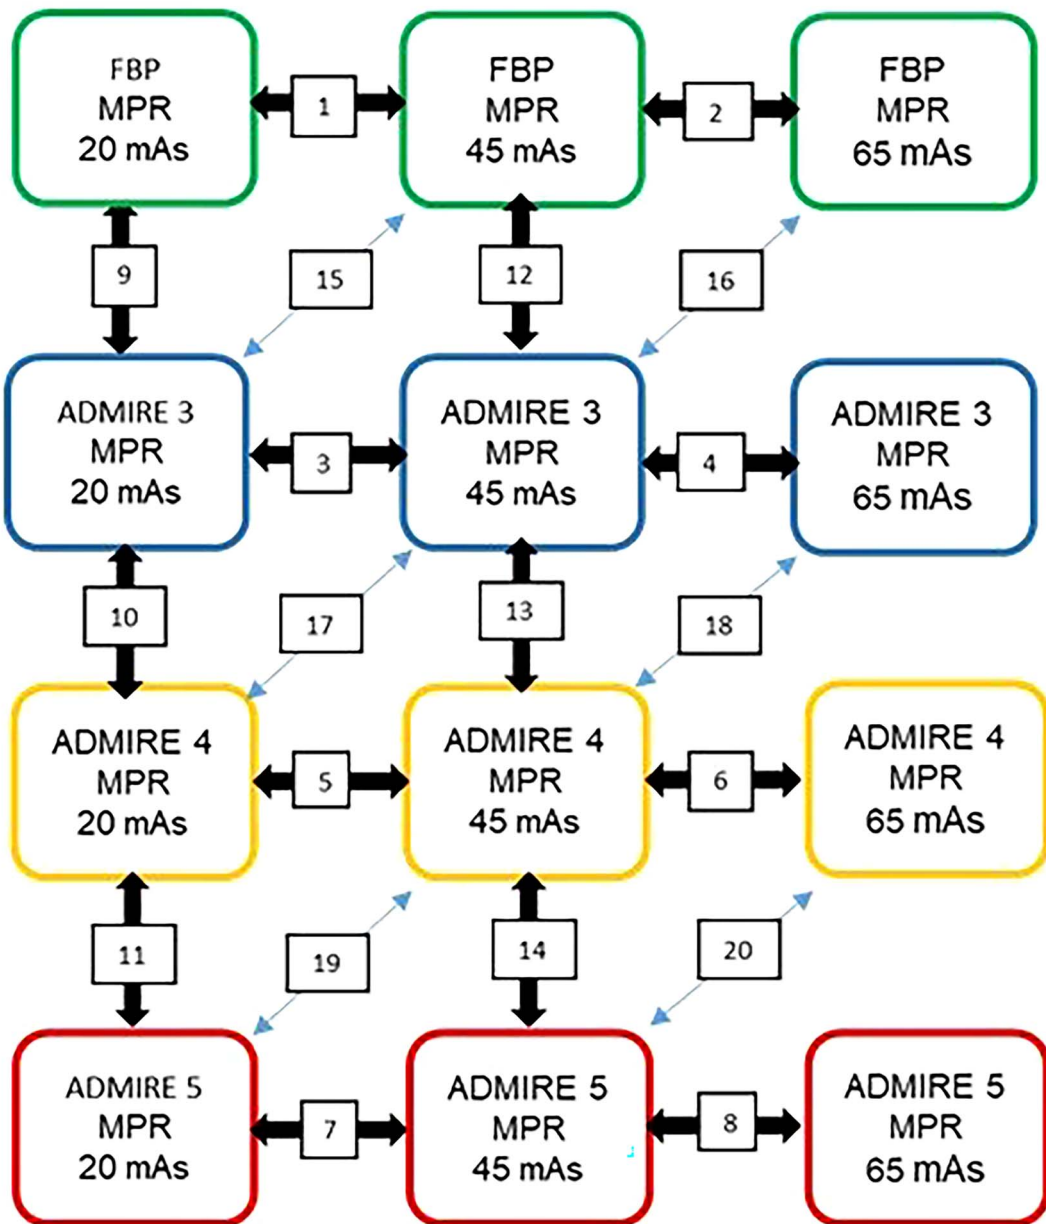 FBP
MPR
20 mAs
1
FBP
MPR
45 mAs
2
FBP
MPR
65 mAs
9
15
12
16
ADMIRE 3
MPR
20 mAs
3
ADMIRE 3
MPR
45 mAs
4
ADMIRE 3
MPR
65 mAs
10
17
13
18
ADMIRE 4
MPR
20 mAs
5
ADMIRE 4
MPR
45 mAs
6
ADMIRE 4
MPR
65 mAs
11
19
14
20
ADMIRE 5
MPR
20 mAs
7
ADMIRE 5
MPR
45 mAs
8
ADMIRE 5
MPR
65 mAs